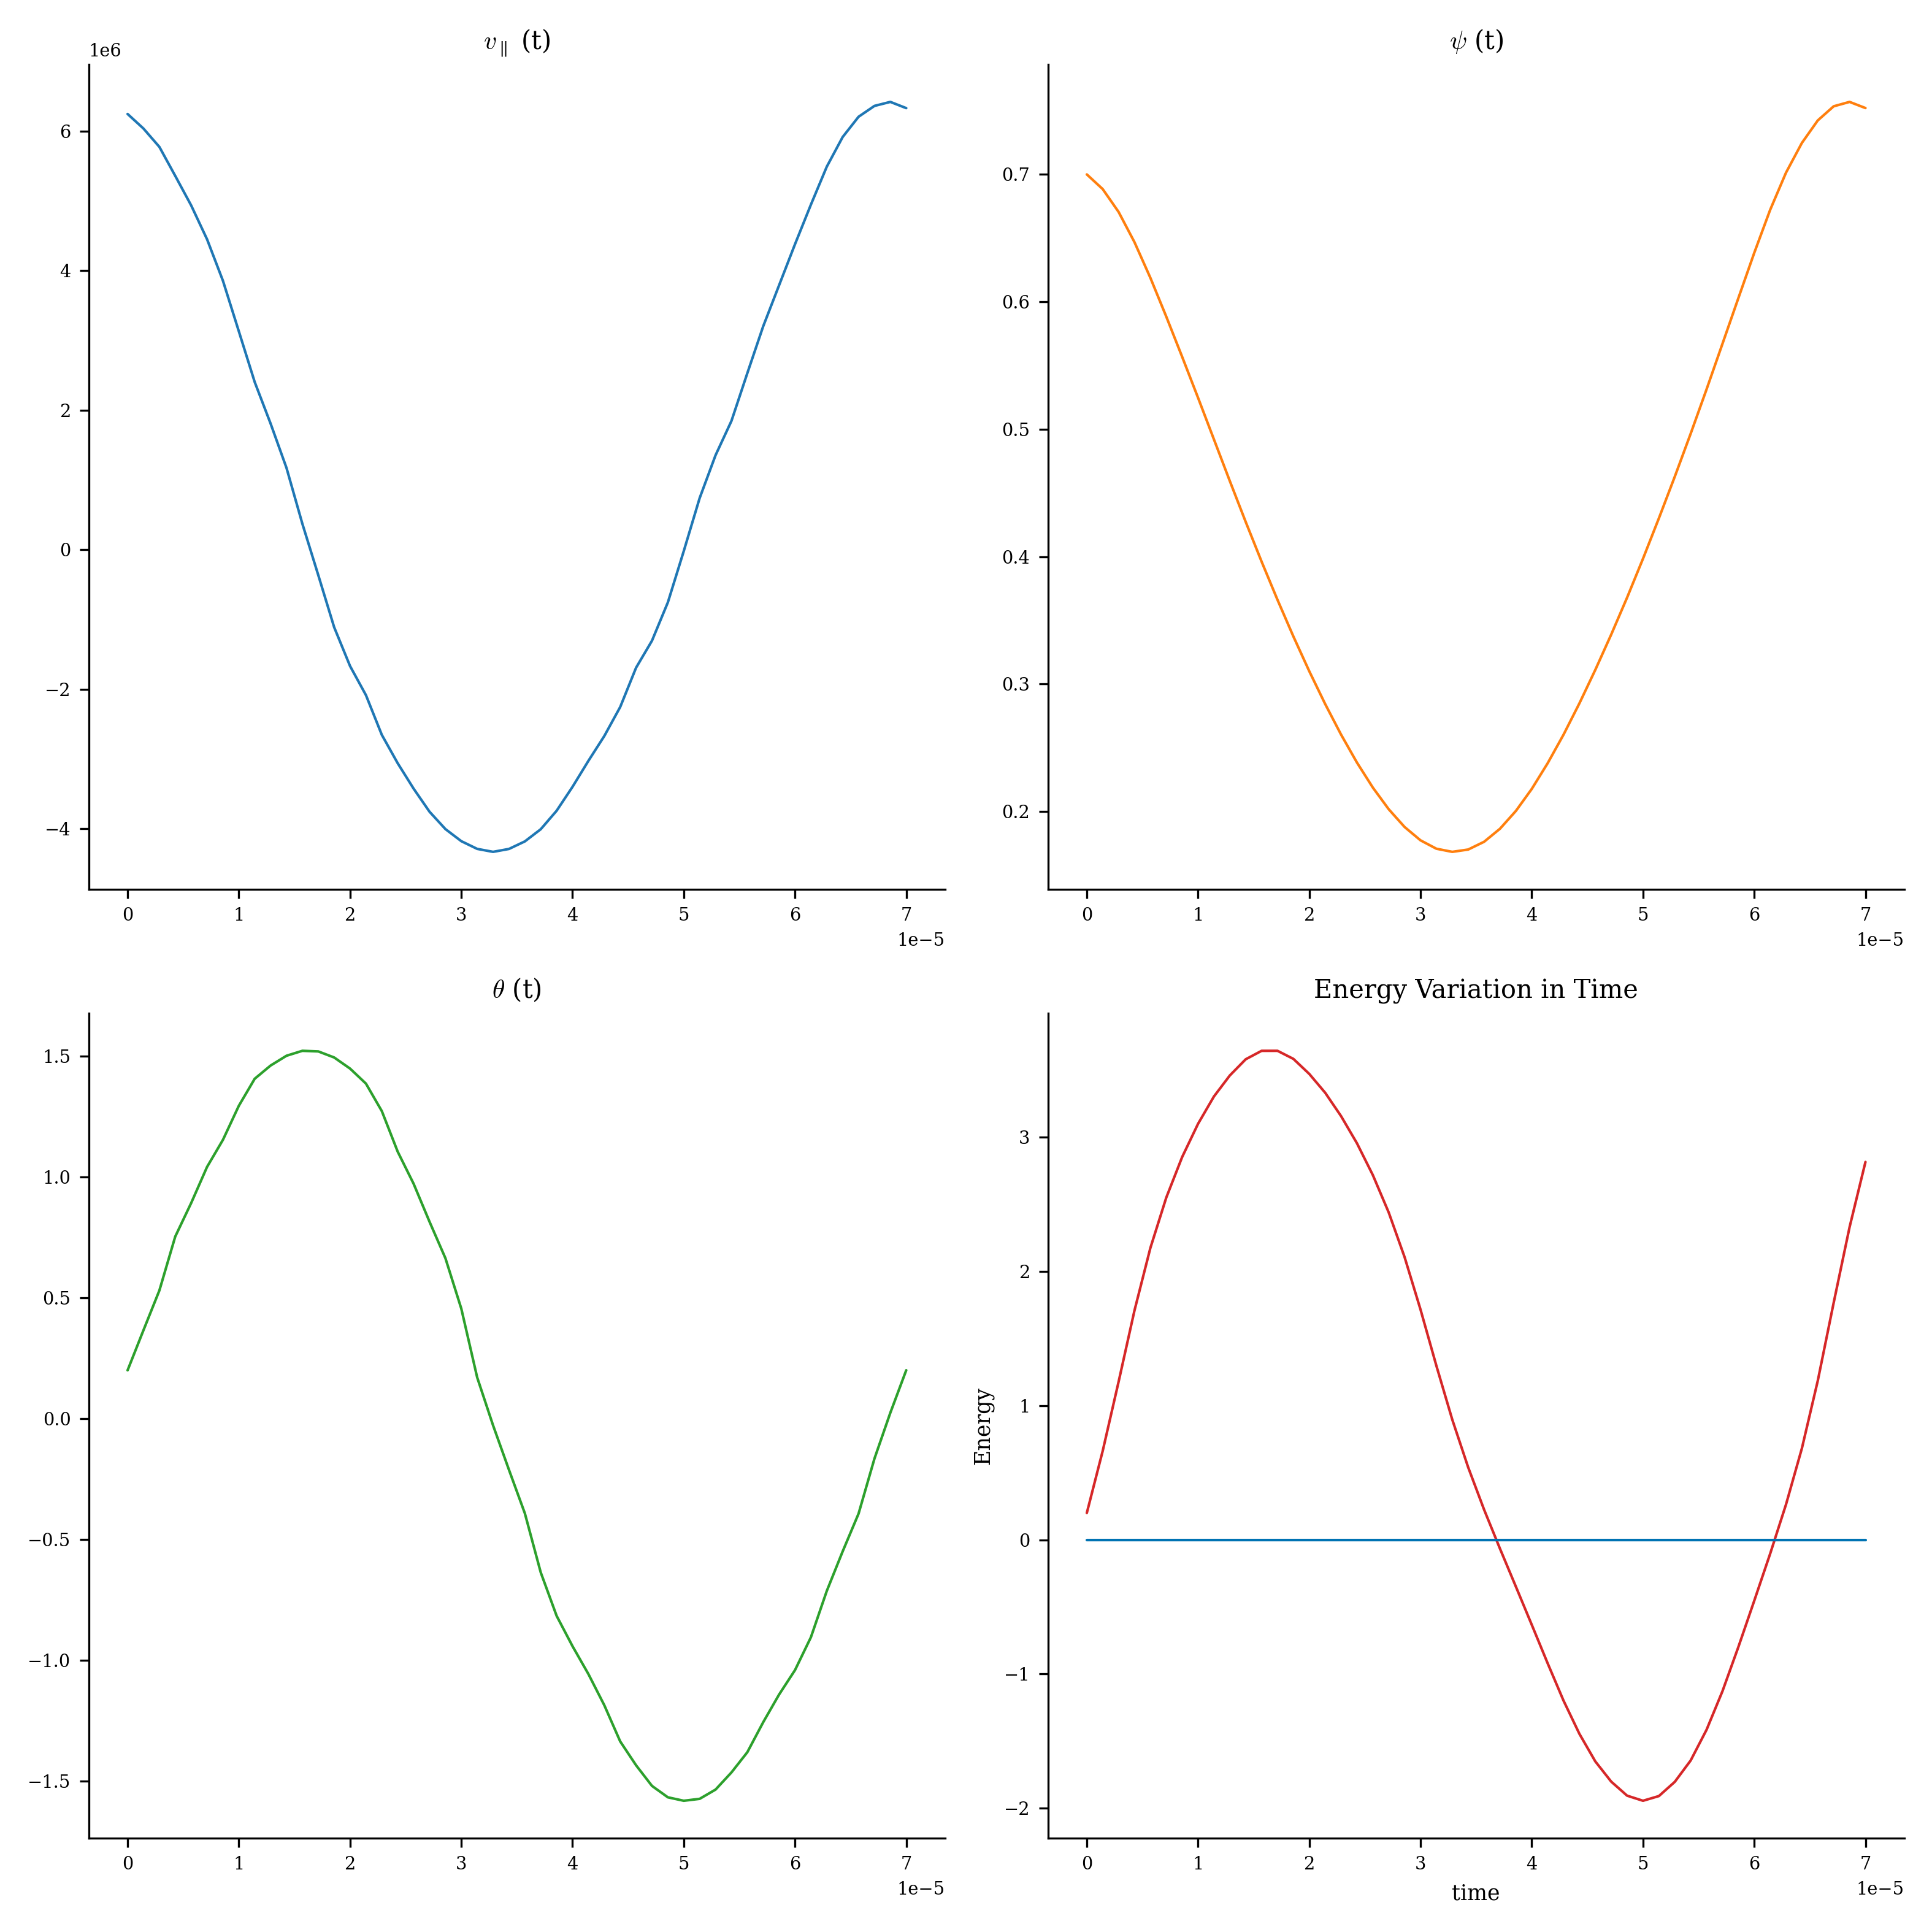 v∥ (t)
1e6
6
4
2
0
−2
−4
0 1 2 3 4 5 6 7
1e−5
ψ (t)
0.7
0.6
0.5
0.4
0.3
0.2
0 1 2 3 4 5 6 7
1e−5
θ (t)
1.5
1.0
0.5
0.0
−0.5
−1.0
−1.5
0 1 2 3 4 5 6 7
1e−5
Energy Variation in Time
Energy
3
2
1
0
−1
−2
0 1 2 3 4 5 6 7
1e−5
time